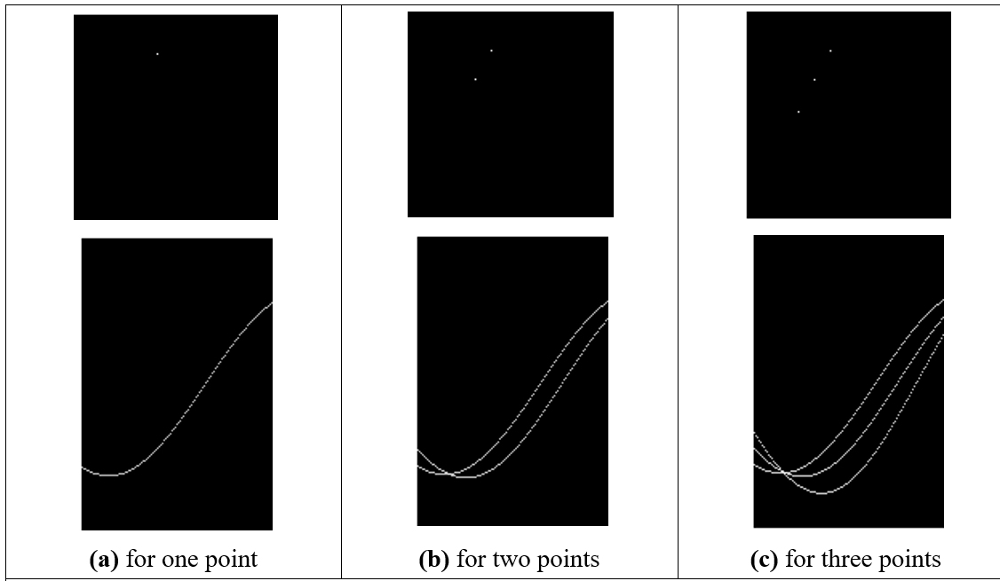 (a) for one point
(b) for two points
(c) for three points